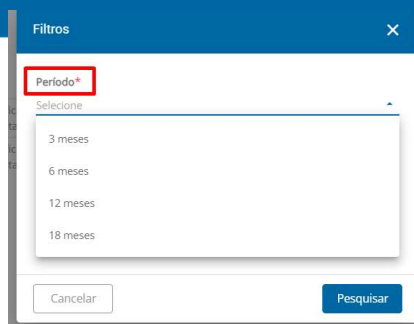 Filtros
Período*
Selecione
3 meses
6 meses
12 meses
18 meses
Cancelar
Pesquisar